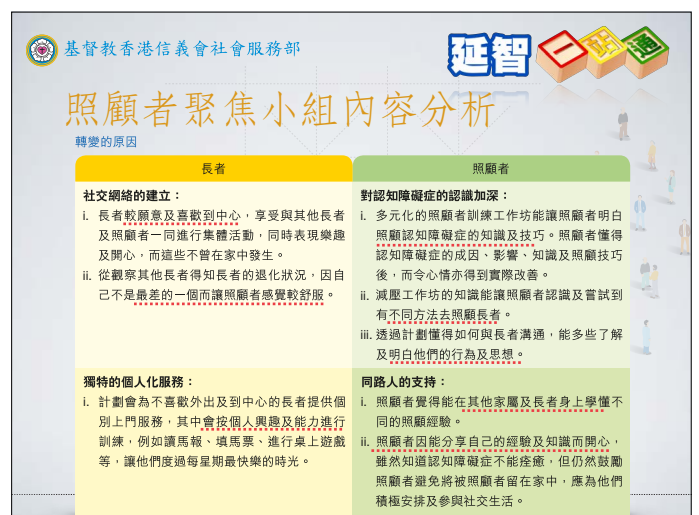 基督教香港信義會社會服務部
延智一站通
照顧者聚焦小組內容分析
轉變的原因
長者
社交網絡的建立：
i. 長者較願意及喜歡到中心，享受與其他長者
及照顧者一同進行集體活動，同時表現樂趣
及開心，而這些不曾在家中發生。
ii. 從觀察其他長者得知長者的退化狀況，因自
己不是最差的一個而讓照顧者感覺較舒服。
照顧者
對認知障礙症的認識加深：
i. 多元化的照顧者訓練工作坊能讓照顧者明白
照顧認知障礙症的知識及技巧。照顧者懂得
認知障礙症的成因、影響、知識及照顧技巧
後，而令心情亦得到實際改善。
ii. 減壓工作坊的知識能讓照顧者認識及嘗試到
有不同方法去照顧長者。
iii. 透過計劃懂得如何與長者溝通，能多些了解
及明白他們的行為及思想。
獨特的個人化服務：
i. 計劃會為不喜歡外出及到中心的長者提供個
別上門服務，其中會按個人興趣及能力進行
訓練，例如讀馬報、填馬票、進行桌上遊戲
等，讓他們度過每星期最快樂的時光。
同路人的支持：
i. 照顧者覺得能在其他家屬及長者身上學懂不
同的照顧經驗。
ii. 照顧者因能分享自己的經驗及知識而開心，
雖然知道認知障礙症不能痊癒，但仍然鼓勵
照顧者避免將被照顧者留在家中，應為他們
積極安排及參與社交生活。